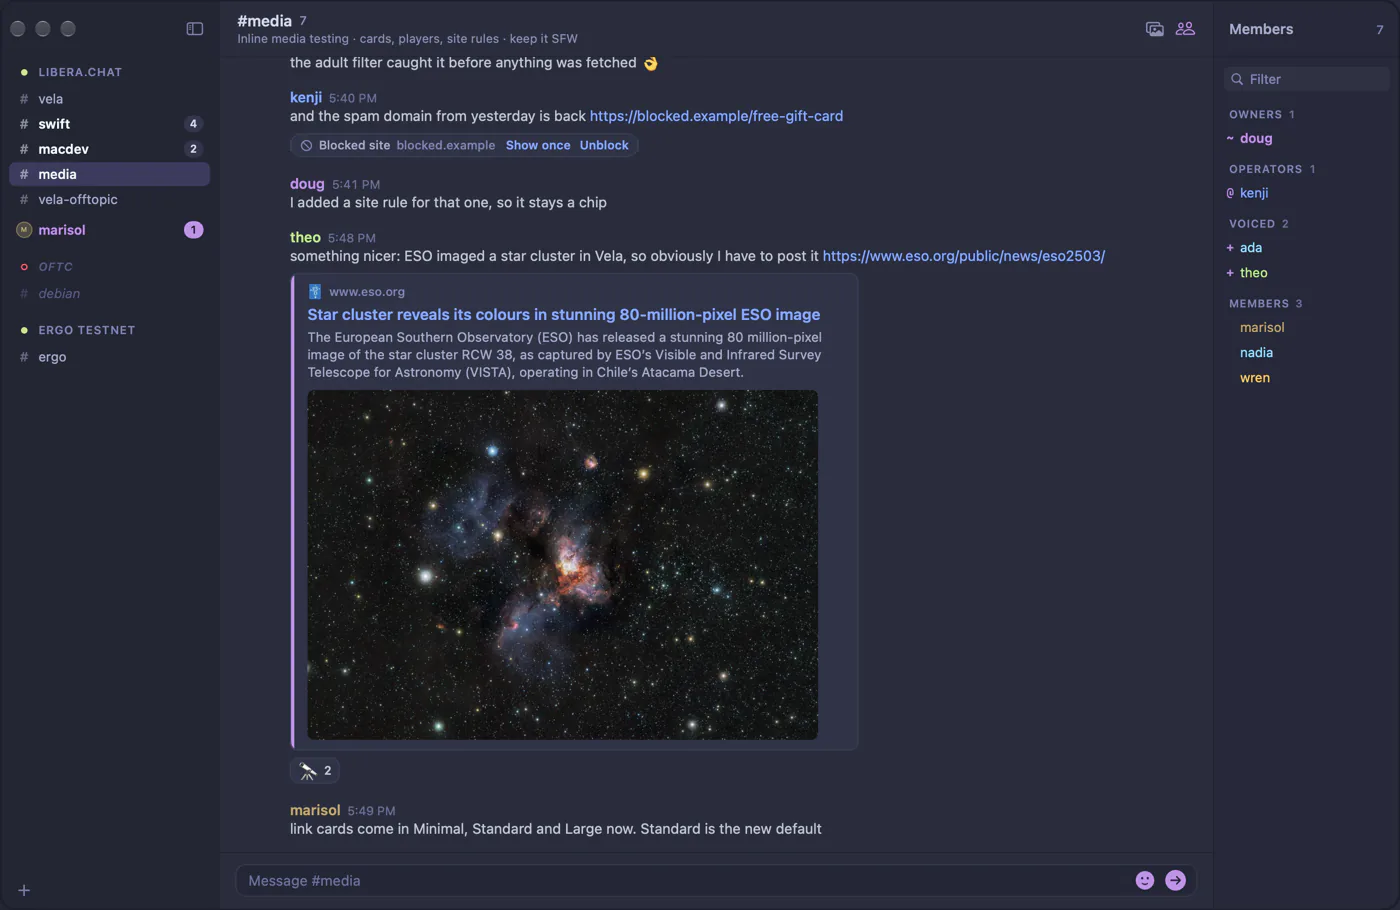 LIBERA.CHAT
# vela
# swift 4
# macdev 2
# media
# vela-offtopic
M marisol 1
OFTC
# debian
ERGO TESTNET
# ergo
#media 7
Inline media testing · cards, players, site rules · keep it SFW
the adult filter caught it before anything was fetched 👌
kenji 5:40 PM
and the spam domain from yesterday is back https://blocked.example/free-gift-card
Blocked site blocked.example Show once Unblock
doug 5:41 PM
I added a site rule for that one, so it stays a chip
theo 5:48 PM
something nicer: ESO imaged a star cluster in Vela, so obviously I have to post it https://www.eso.org/public/news/eso2503/
www.eso.org
Star cluster reveals its colours in stunning 80-million-pixel ESO image
The European Southern Observatory (ESO) has released a stunning 80 million-pixel
image of the star cluster RCW 38, as captured by ESO's Visible and Infrared Survey
Telescope for Astronomy (VISTA), operating in Chile's Atacama Desert.
🔭 2
marisol 5:49 PM
link cards come in Minimal, Standard and Large now. Standard is the new default
Message #media
Members 7
Filter
OWNERS 1
~ doug
OPERATORS 1
@ kenji
VOICED 2
+ ada
+ theo
MEMBERS 3
marisol
nadia
wren